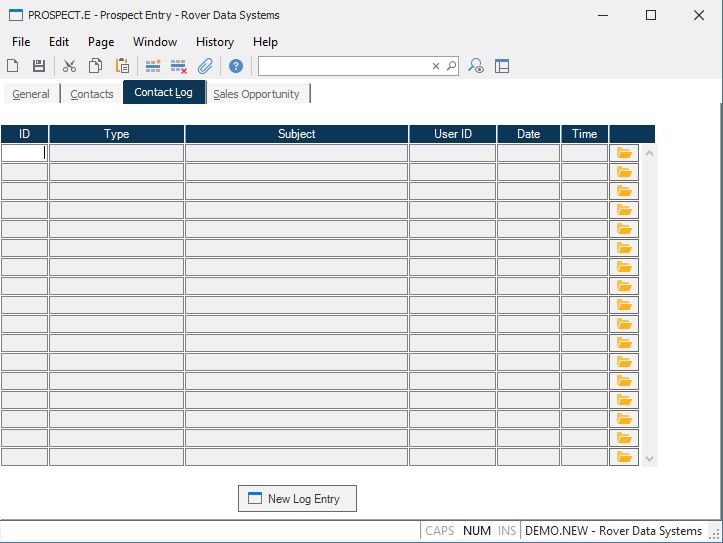 PROSPECT.E - Prospect Entry - Rover Data Systems
File Edit Page Window History Help
General Contacts Contact Log Sales Opportunity
ID Type Subject User ID Date Time
New Log Entry
CAPS NUM INS DEMO.NEW - Rover Data Systems